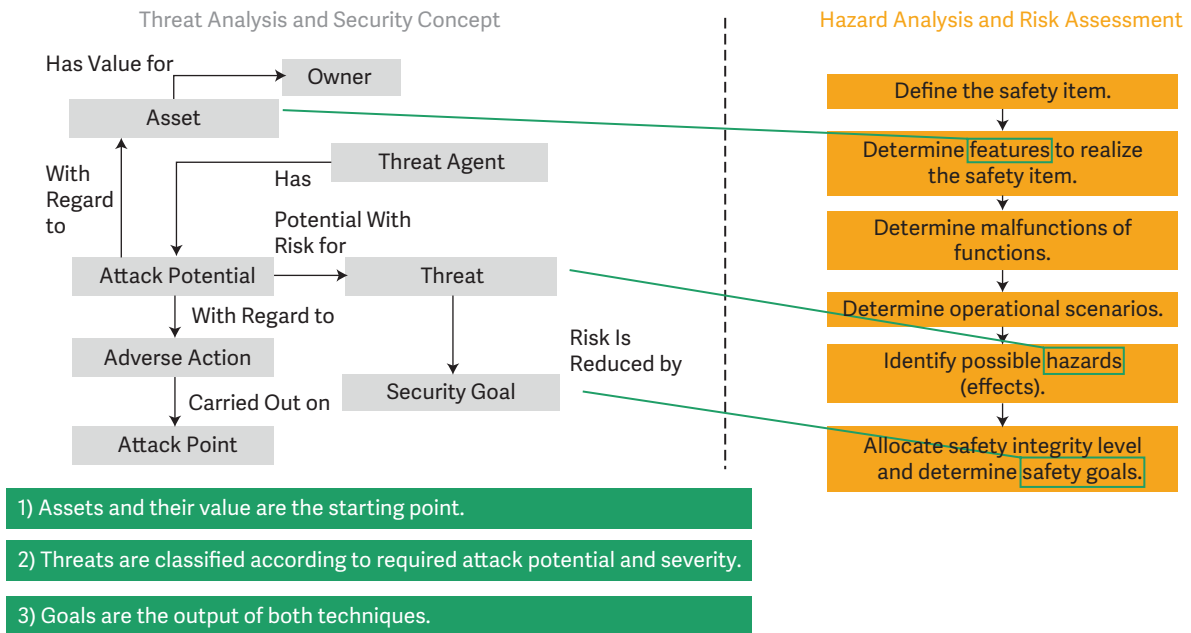 Threat Analysis and Security Concept
Has Value for
Owner
Asset
With
Regard
to
Threat Agent
Has
Potential With
Risk for
Attack Potential
Threat
With Regard to
Adverse Action
Risk Is
Reduced by
Security Goal
Carried Out on
Attack Point
Hazard Analysis and Risk Assessment
Define the safety item.
Determine features to realize
the safety item.
Determine malfunctions of
functions.
Determine operational scenarios.
Identify possible hazards
(effects).
Allocate safety integrity level
and determine safety goals.
1) Assets and their value are the starting point.
2) Threats are classified according to required attack potential and severity.
3) Goals are the output of both techniques.